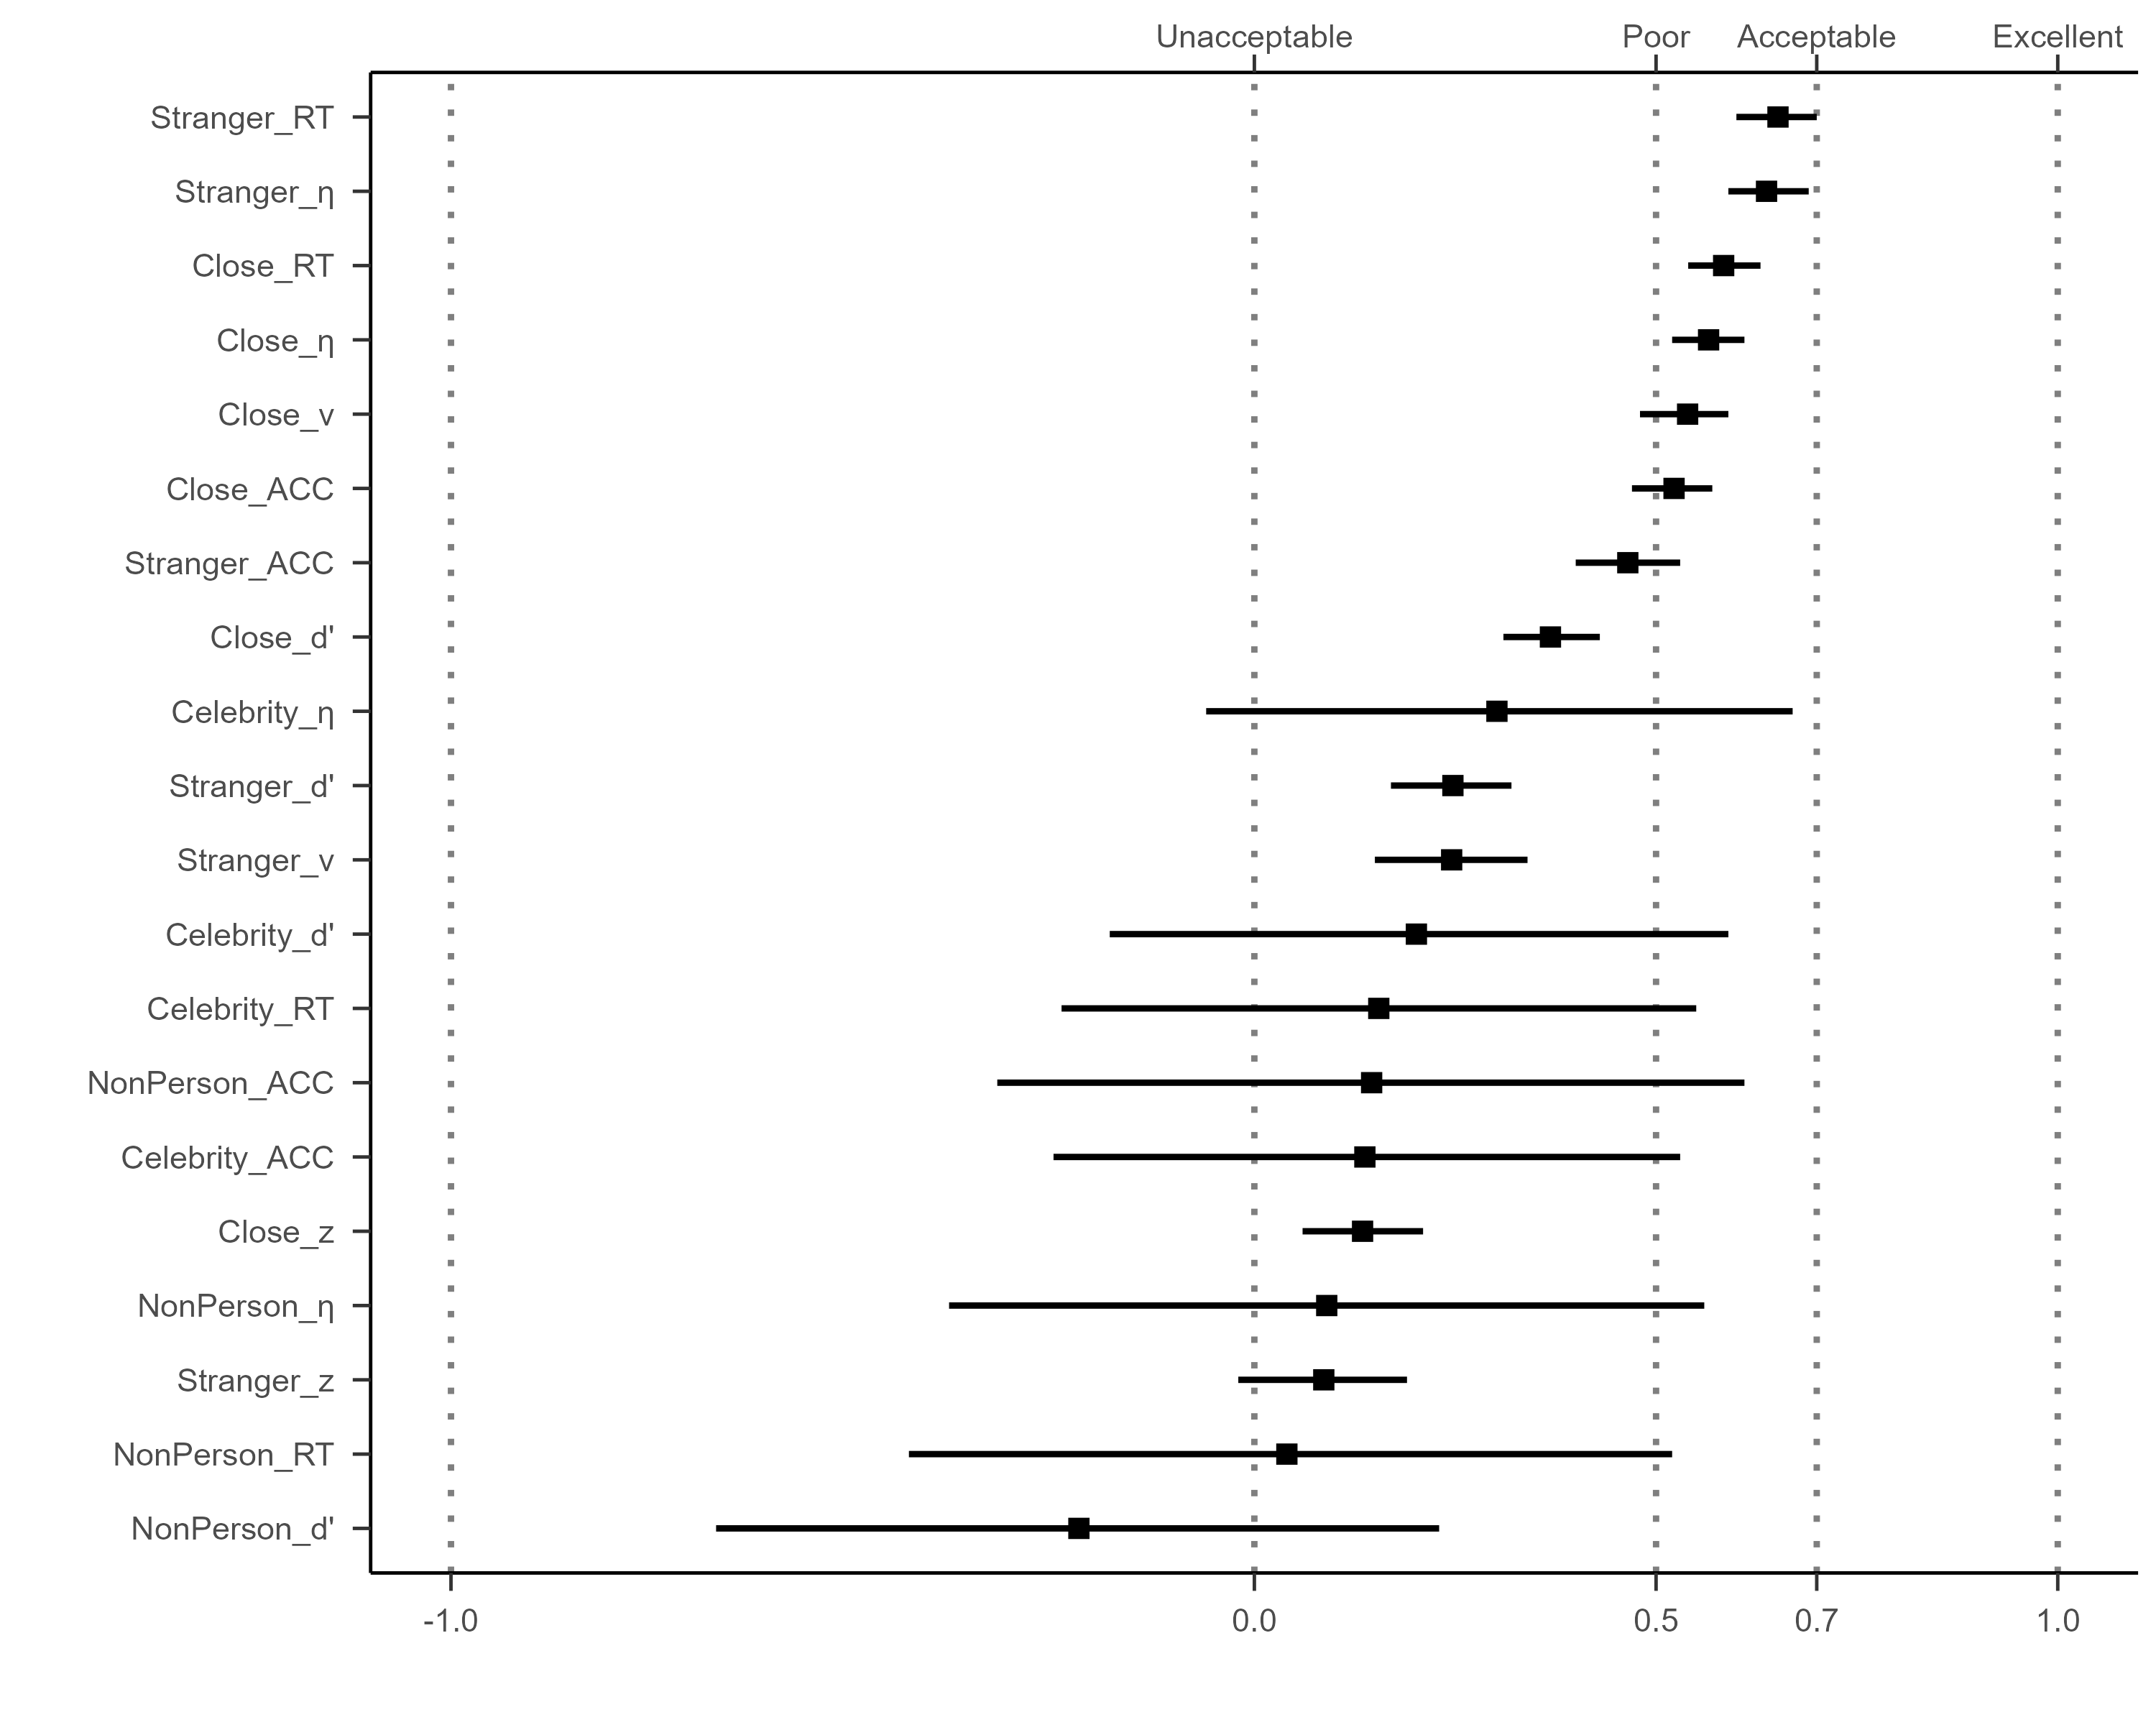 Unacceptable Poor Acceptable Excellent
Stranger_RT
Stranger_η
Close_RT
Close_η
Close_v
Close_ACC
Stranger_ACC
Close_d'
Celebrity_η
Stranger_d'
Stranger_v
Celebrity_d'
Celebrity_RT
NonPerson_ACC
Celebrity_ACC
Close_z
NonPerson_η
Stranger_z
NonPerson_RT
NonPerson_d'
-1.0 0.0 0.5 0.7 1.0